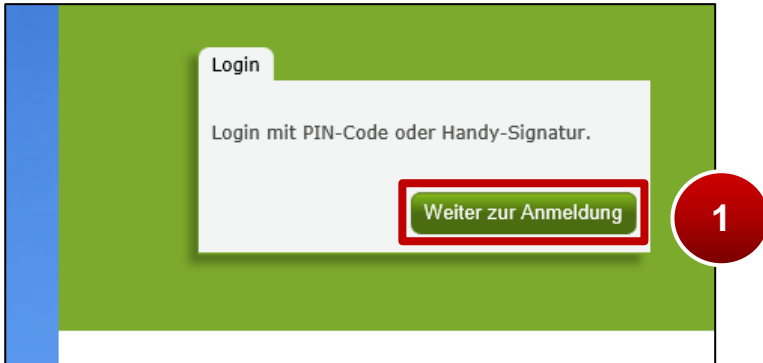 Login
Login mit PIN-Code oder Handy-Signatur.
Weiter zur Anmeldung
1